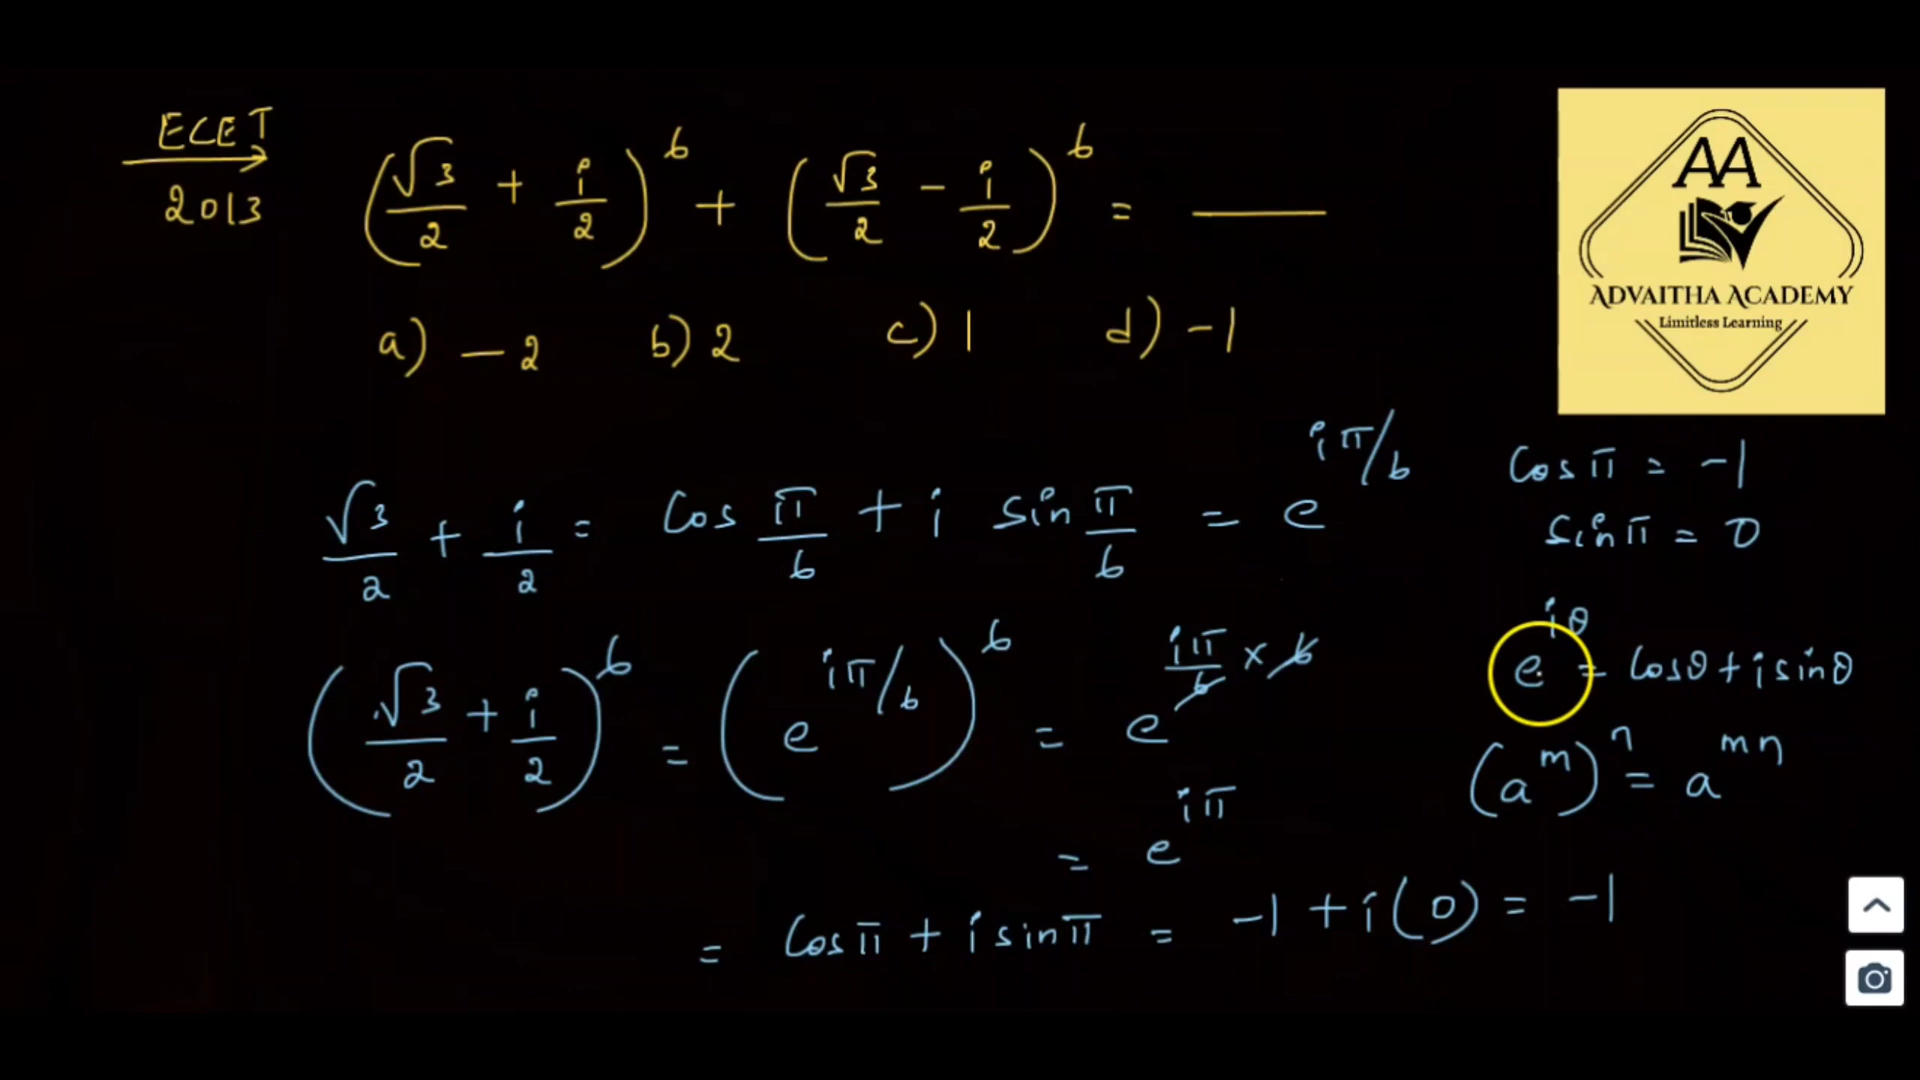 ECET
2013
(√3/2 + i/2)^6 + (√3/2 - i/2)^6 = ____
a) -2 b) 2 c) 1 d) -1
AA
ADVAITHA ACADEMY
Limitless Learning
√3/2 + i/2 = Cos π/6 + i sin π/6 = e^(iπ/6)
Cos π = -1
sin π = 0
(√3/2 + i/2)^6 = (e^(iπ/6))^6 = e^(iπ/6 × 6)
e^(iθ) = Cosθ + i sinθ
(a^m)^n = a^(mn)
= e^(iπ)
= Cos π + i sin π = -1 + i(0) = -1